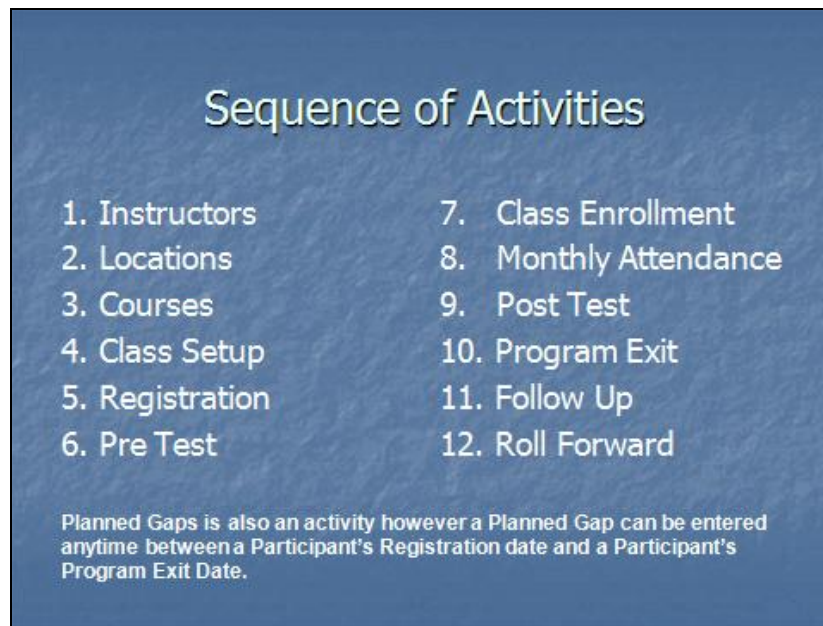 Sequence of Activities
1. Instructors
2. Locations
3. Courses
4. Class Setup
5. Registration
6. Pre Test
7. Class Enrollment
8. Monthly Attendance
9. Post Test
10. Program Exit
11. Follow Up
12. Roll Forward
Planned Gaps is also an activity however a Planned Gap can be entered
anytime between a Participant's Registration date and a Participant's
Program Exit Date.